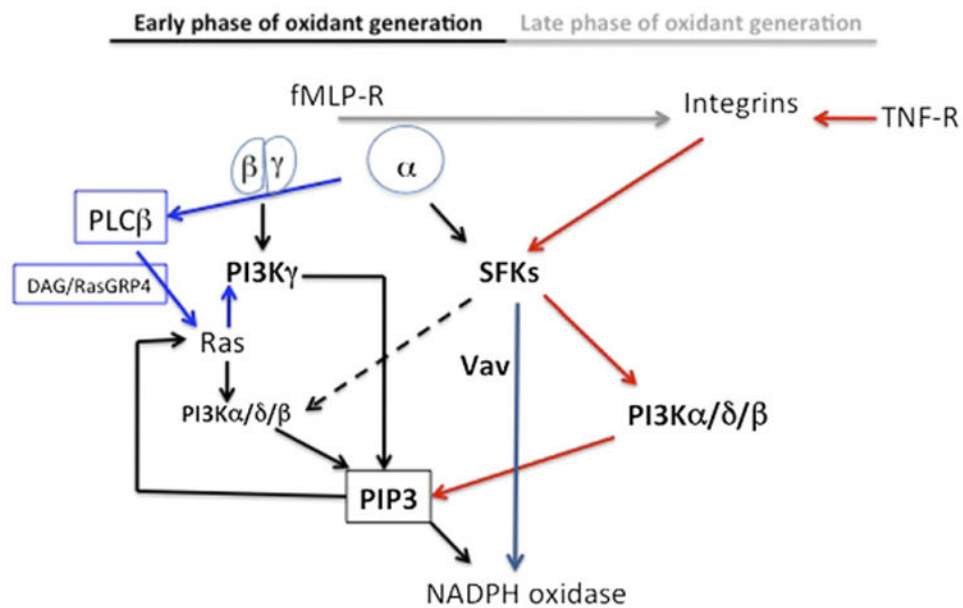 Early phase of oxidant generation Late phase of oxidant generation
fMLP-R
Integrins
TNF-R
β γ
α
PLCβ
PI3Kγ
SFKs
DAG/RasGRP4
Ras
Vav
PI3Kα/δ/β
PI3Kα/δ/β
PIP3
NADPH oxidase